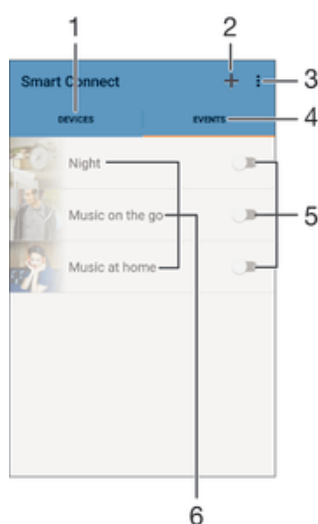 1
2
Smart Connect
3
DEVICES
EVENTS
4
Night
Music on the go
5
Music at home
6